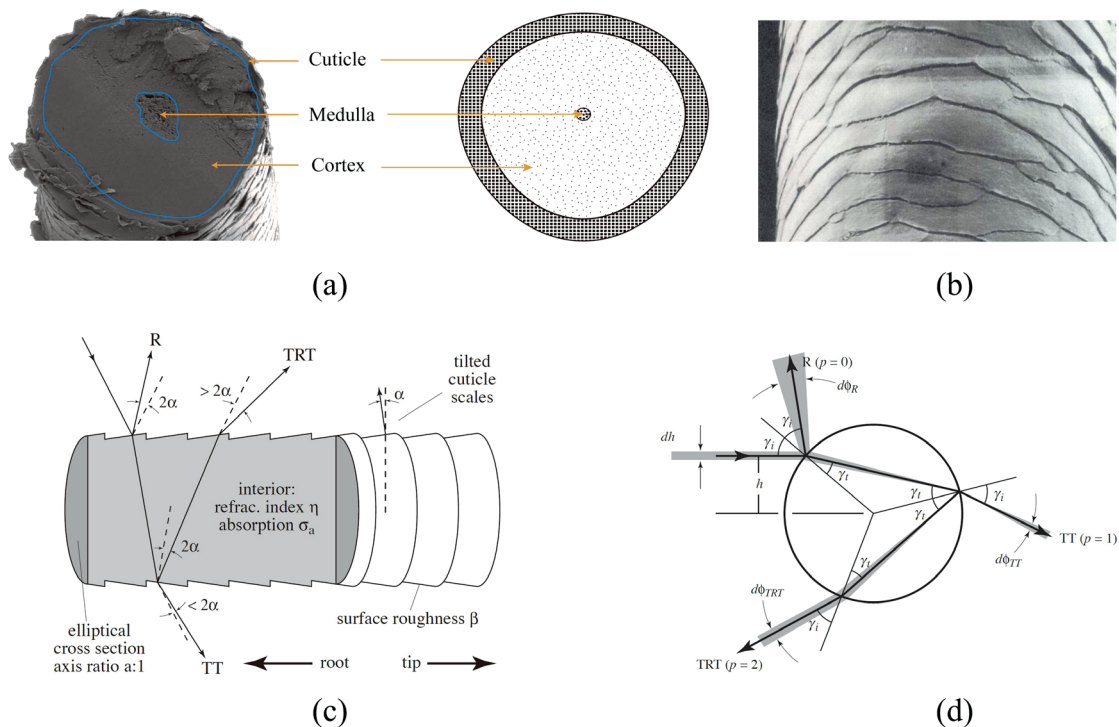 Cuticle
Medulla
Cortex
(a)
(b)
R
TRT
2α
> 2α
tilted
cuticle
scales
α
interior:
refrac. index η
absorption σa
2α
< 2α
elliptical
cross section
axis ratio a:1
TT
surface roughness β
root
tip
(c)
R (p = 0)
dϕR
dh
γi
γi
h
γt
γt
γt
γi
TT (p = 1)
dϕTT
γt
dϕTRT
γi
TRT (p = 2)
(d)